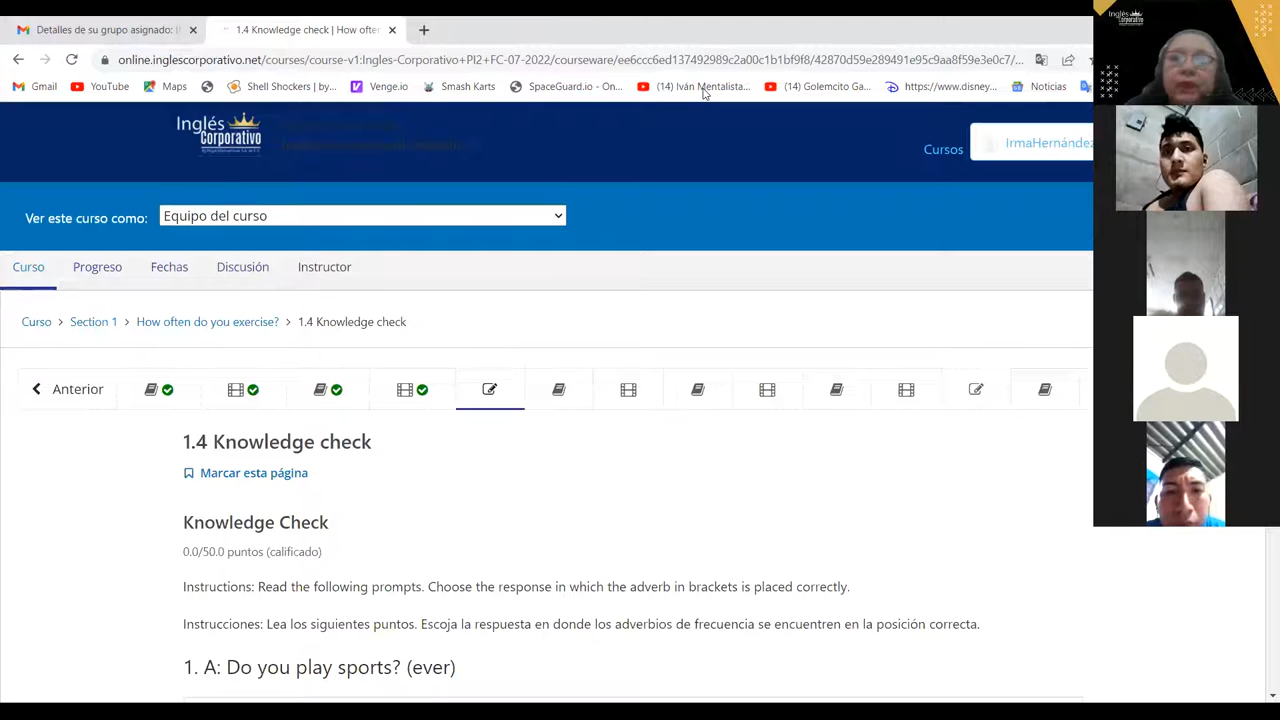 Detalles de su grupo asignado: (
1.4 Knowledge check | How ofte
online.inglescorporativo.net/courses/course-v1:Ingles-Corporativo+PI2+FC-07-2022/courseware/ee6ccc6ed137492989c2a00c1b1bf9f8/42870d59e289491e95c9aa8f59e3e0c7/...
Gmail
YouTube
Maps
Shell Shockers | by...
Venge.io
Smash Karts
SpaceGuard.io - On...
(14) Iván Mentalista...
(14) Golemcito Ga...
https://www.disney...
Noticias
Inglés
Corporativo
Inglés
Corporativo
Cursos
IrmaHernández
Ver este curso como:
Equipo del curso
Curso
Progreso
Fechas
Discusión
Instructor
Curso > Section 1 > How often do you exercise? > 1.4 Knowledge check
Anterior
1.4 Knowledge check
Marcar esta página
Knowledge Check
0.0/50.0 puntos (calificado)
Instructions: Read the following prompts. Choose the response in which the adverb in brackets is placed correctly.
Instrucciones: Lea los siguientes puntos. Escoja la respuesta en donde los adverbios de frecuencia se encuentren en la posición correcta.
1. A: Do you play sports? (ever)